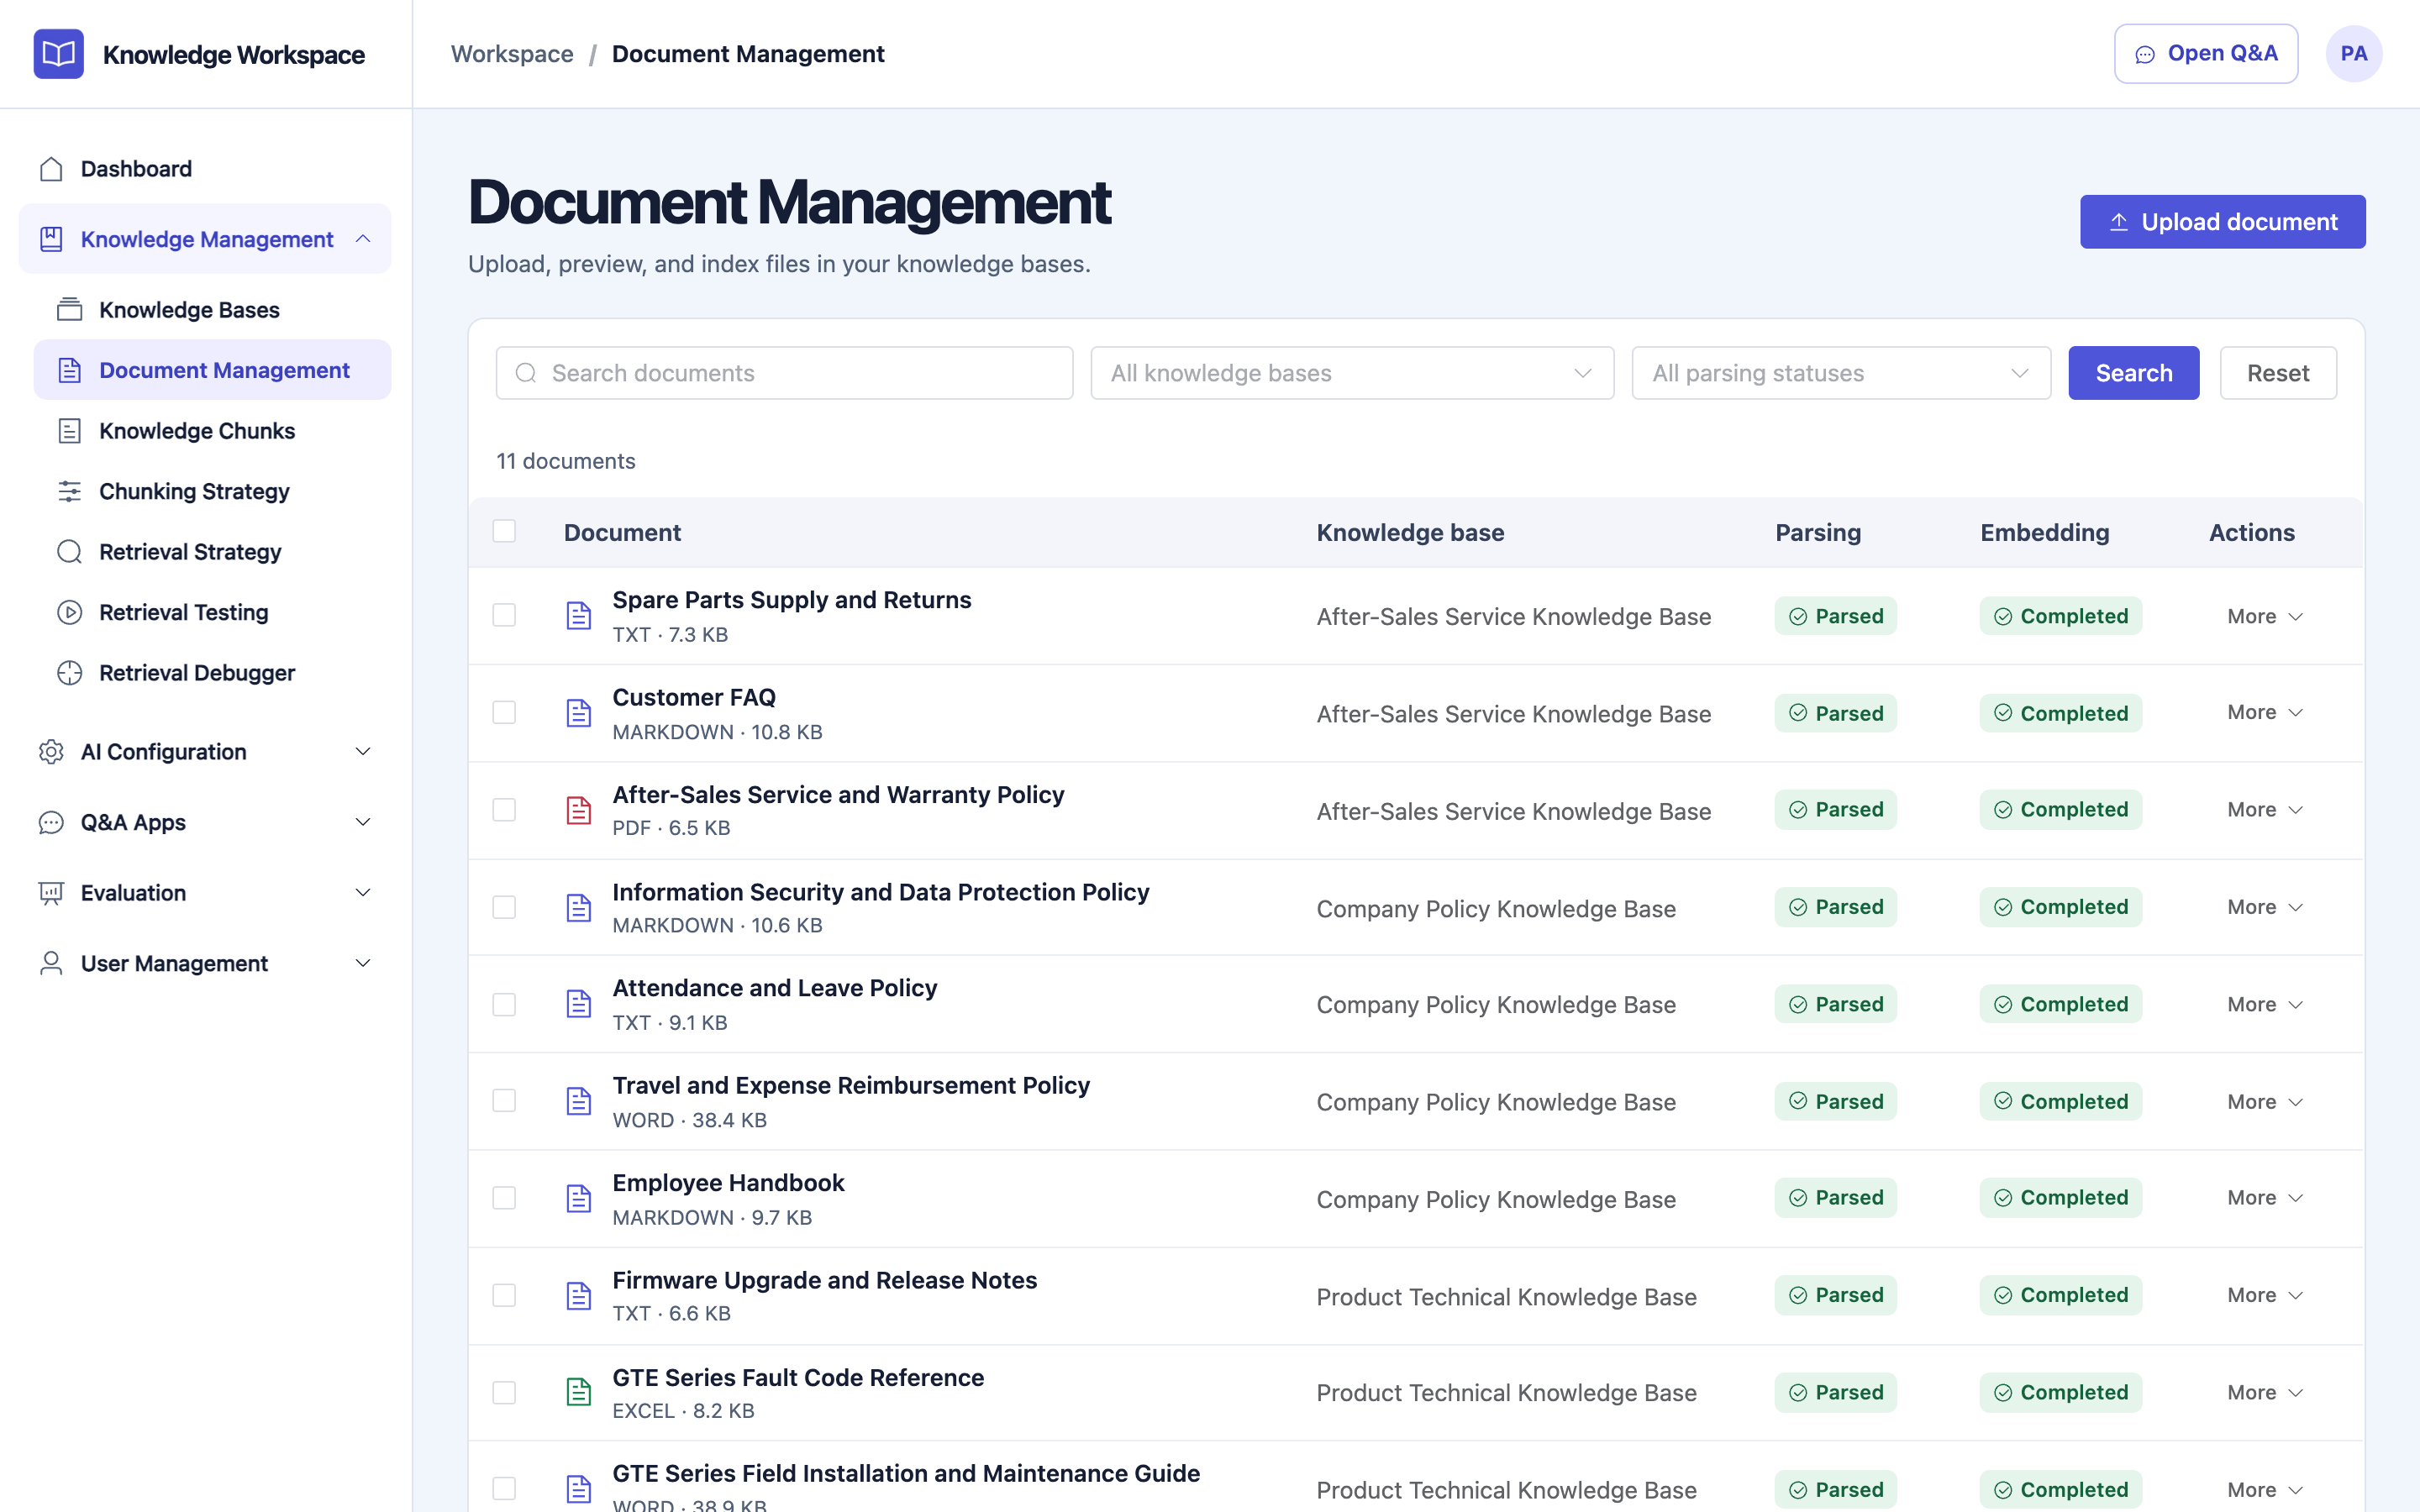 Knowledge Workspace
Workspace / Document Management
Open Q&A
PA
Dashboard
Knowledge Management
Knowledge Bases
Document Management
Knowledge Chunks
Chunking Strategy
Retrieval Strategy
Retrieval Testing
Retrieval Debugger
AI Configuration
Q&A Apps
Evaluation
User Management
Document Management
Upload, preview, and index files in your knowledge bases.
Upload document
Search documents
All knowledge bases
All parsing statuses
Search
Reset
11 documents
Document Knowledge base Parsing Embedding Actions
Spare Parts Supply and Returns
TXT · 7.3 KB
After-Sales Service Knowledge Base Parsed Completed More
Customer FAQ
MARKDOWN · 10.8 KB
After-Sales Service Knowledge Base Parsed Completed More
After-Sales Service and Warranty Policy
PDF · 6.5 KB
After-Sales Service Knowledge Base Parsed Completed More
Information Security and Data Protection Policy
MARKDOWN · 10.6 KB
Company Policy Knowledge Base Parsed Completed More
Attendance and Leave Policy
TXT · 9.1 KB
Company Policy Knowledge Base Parsed Completed More
Travel and Expense Reimbursement Policy
WORD · 38.4 KB
Company Policy Knowledge Base Parsed Completed More
Employee Handbook
MARKDOWN · 9.7 KB
Company Policy Knowledge Base Parsed Completed More
Firmware Upgrade and Release Notes
TXT · 6.6 KB
Product Technical Knowledge Base Parsed Completed More
GTE Series Fault Code Reference
EXCEL · 8.2 KB
Product Technical Knowledge Base Parsed Completed More
GTE Series Field Installation and Maintenance Guide
WORD · 38.9 KB
Product Technical Knowledge Base Parsed Completed More